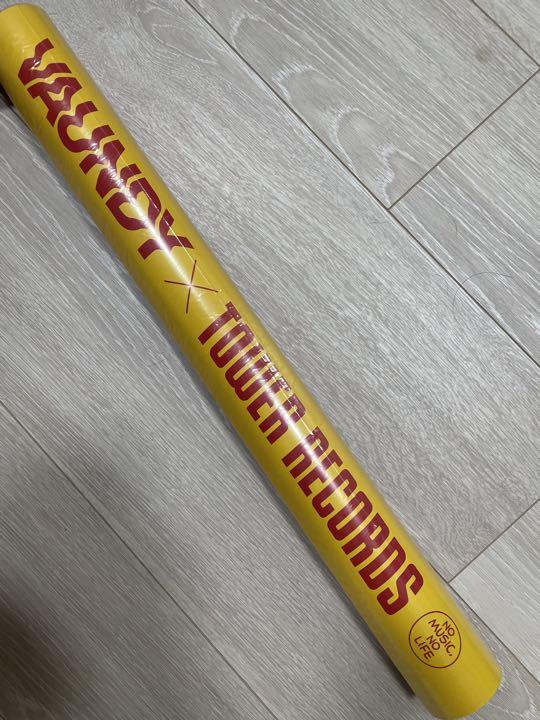 VAUNDY × TOWER RECORDS
NO
MUSIC,
NO
LIFE.